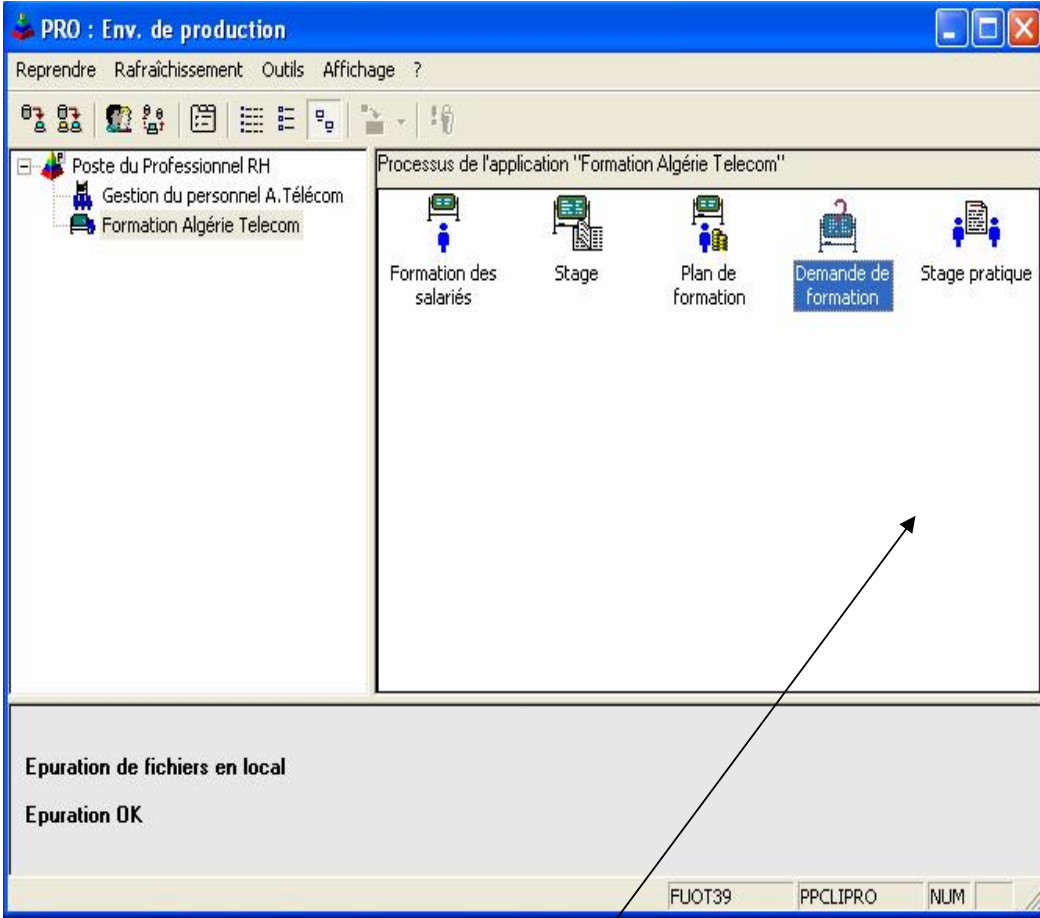 PRO : Env. de production
Reprendre Rafraîchissement Outils Affichage ?
Poste du Professionnel RH
Gestion du personnel A.Télécom
Formation Algérie Telecom
Processus de l'application "Formation Algérie Telecom"
Formation des
salariés
Stage
Plan de
formation
Demande de
formation
Stage pratique
Epuration de fichiers en local
Epuration OK
FUOT39 PPCLIPRO NUM